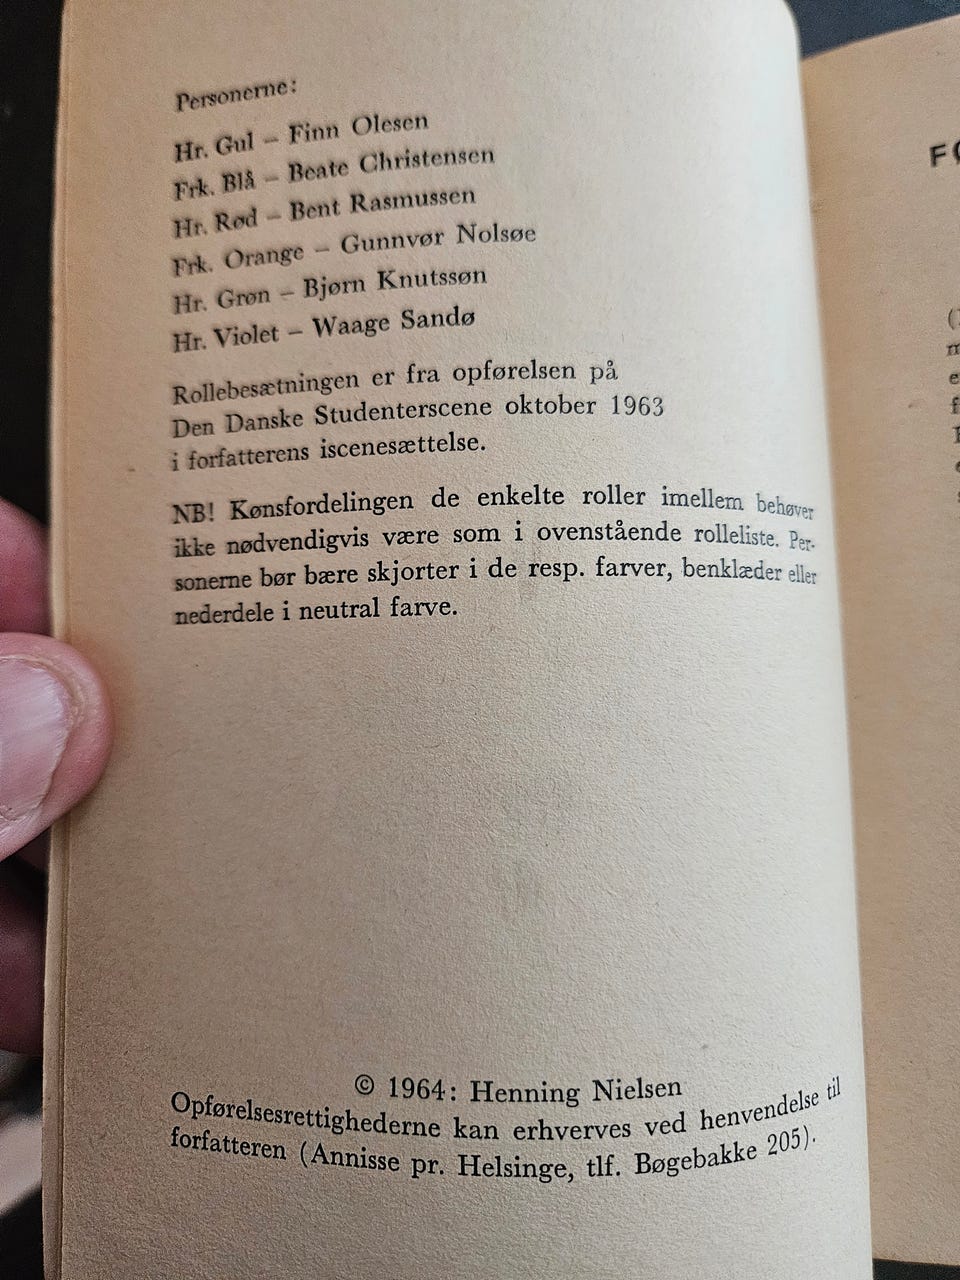 Personerne:
Hr. Gul – Finn Olesen
Frk. Blå – Beate Christensen
Hr. Rød – Bent Rasmussen
Frk. Orange – Gunnvør Nolsøe
Hr. Grøn – Bjørn Knutssøn
Hr. Violet – Waage Sandø
Rollebesætningen er fra opførelsen på
Den Danske Studenterscene oktober 1963
i forfatterens iscenesættelse.
NB! Kønsfordelingen de enkelte roller imellem behøver
ikke nødvendigvis være som i ovenstående rolleliste. Per-
sonerne bør bære skjorter i de resp. farver, benklæder eller
nederdele i neutral farve.
© 1964: Henning Nielsen
Opførelsesrettighederne kan erhverves ved henvendelse til
forfatteren (Annisse pr. Helsinge, tlf. Bøgebakke 205).